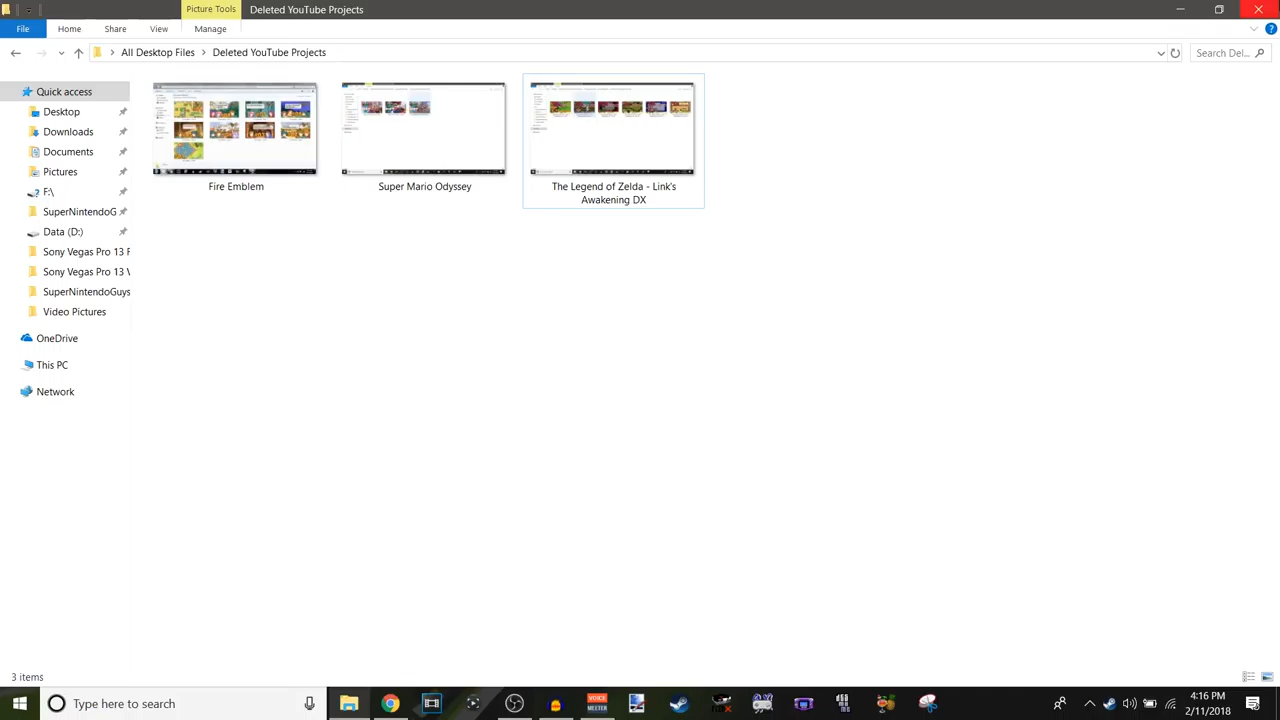 Picture Tools
Deleted YouTube Projects
File
Home
Share
View
Manage
All Desktop Files
Deleted YouTube Projects
Search Del...
Quick access
Desktop
Downloads
Documents
Pictures
F:\
SuperNintendoG
Data (D:)
Sony Vegas Pro 13 F
Sony Vegas Pro 13 V
SuperNintendoGuys
Video Pictures
OneDrive
This PC
Network
Fire Emblem
Super Mario Odyssey
The Legend of Zelda - Link's
Awakening DX
3 items
Type here to search
VOICE
MEETER
4:16 PM
2/11/2018